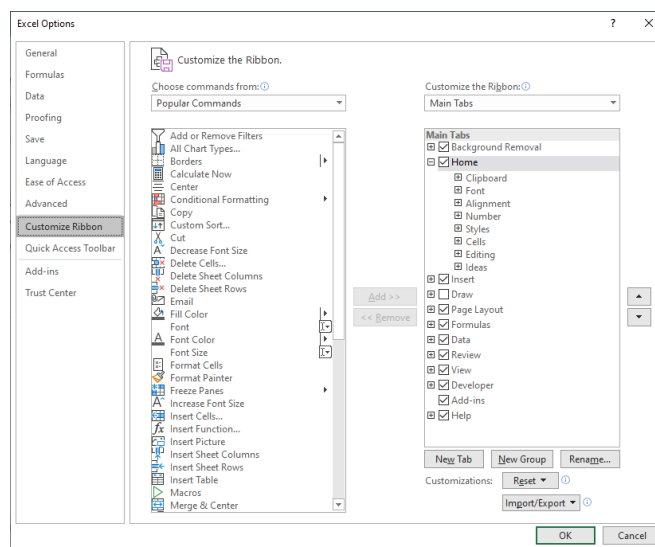 Excel Options
?
General
Formulas
Data
Proofing
Save
Language
Ease of Access
Advanced
Customize Ribbon
Quick Access Toolbar
Add-ins
Trust Center
Customize the Ribbon.
Choose commands from:
Popular Commands
Add or Remove Filters
All Chart Types...
Borders
Calculate Now
Center
Conditional Formatting
Copy
Custom Sort...
Cut
Decrease Font Size
Delete Cells...
Delete Sheet Columns
Delete Sheet Rows
Email
Fill Color
Font
Font Color
Font Size
Format Cells
Format Painter
Freeze Panes
Increase Font Size
Insert Cells...
Insert Function...
Insert Picture
Insert Sheet Columns
Insert Sheet Rows
Insert Table
Macros
Merge & Center
Add >>
<< Remove
Customize the Ribbon:
Main Tabs
Main Tabs
Background Removal
Home
Clipboard
Font
Alignment
Number
Styles
Cells
Editing
Ideas
Insert
Draw
Page Layout
Formulas
Data
Review
View
Developer
Add-ins
Help
New Tab New Group Rename...
Customizations: Reset
Import/Export
OK Cancel